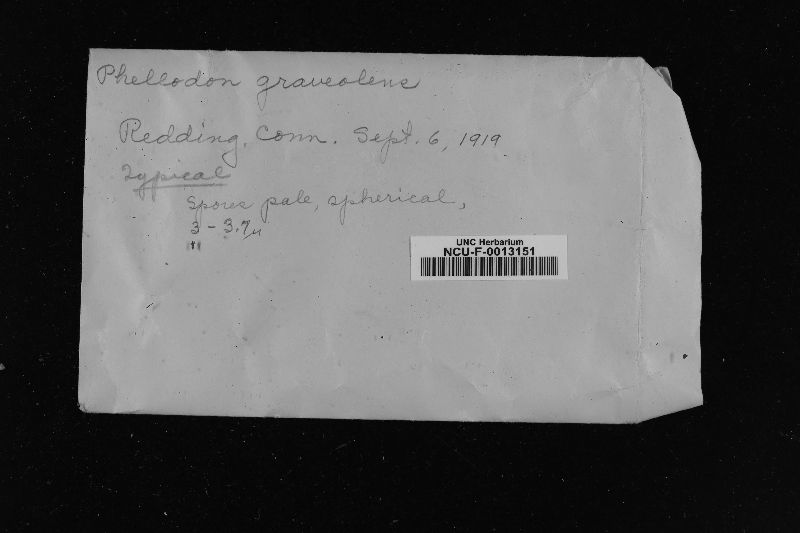 Phellodon graveolens
Redding, Conn. Sept. 6, 1919
Typical
Spores pale, spherical,
3 - 3.7µ
UNC Herbarium
NCU-F-0013151